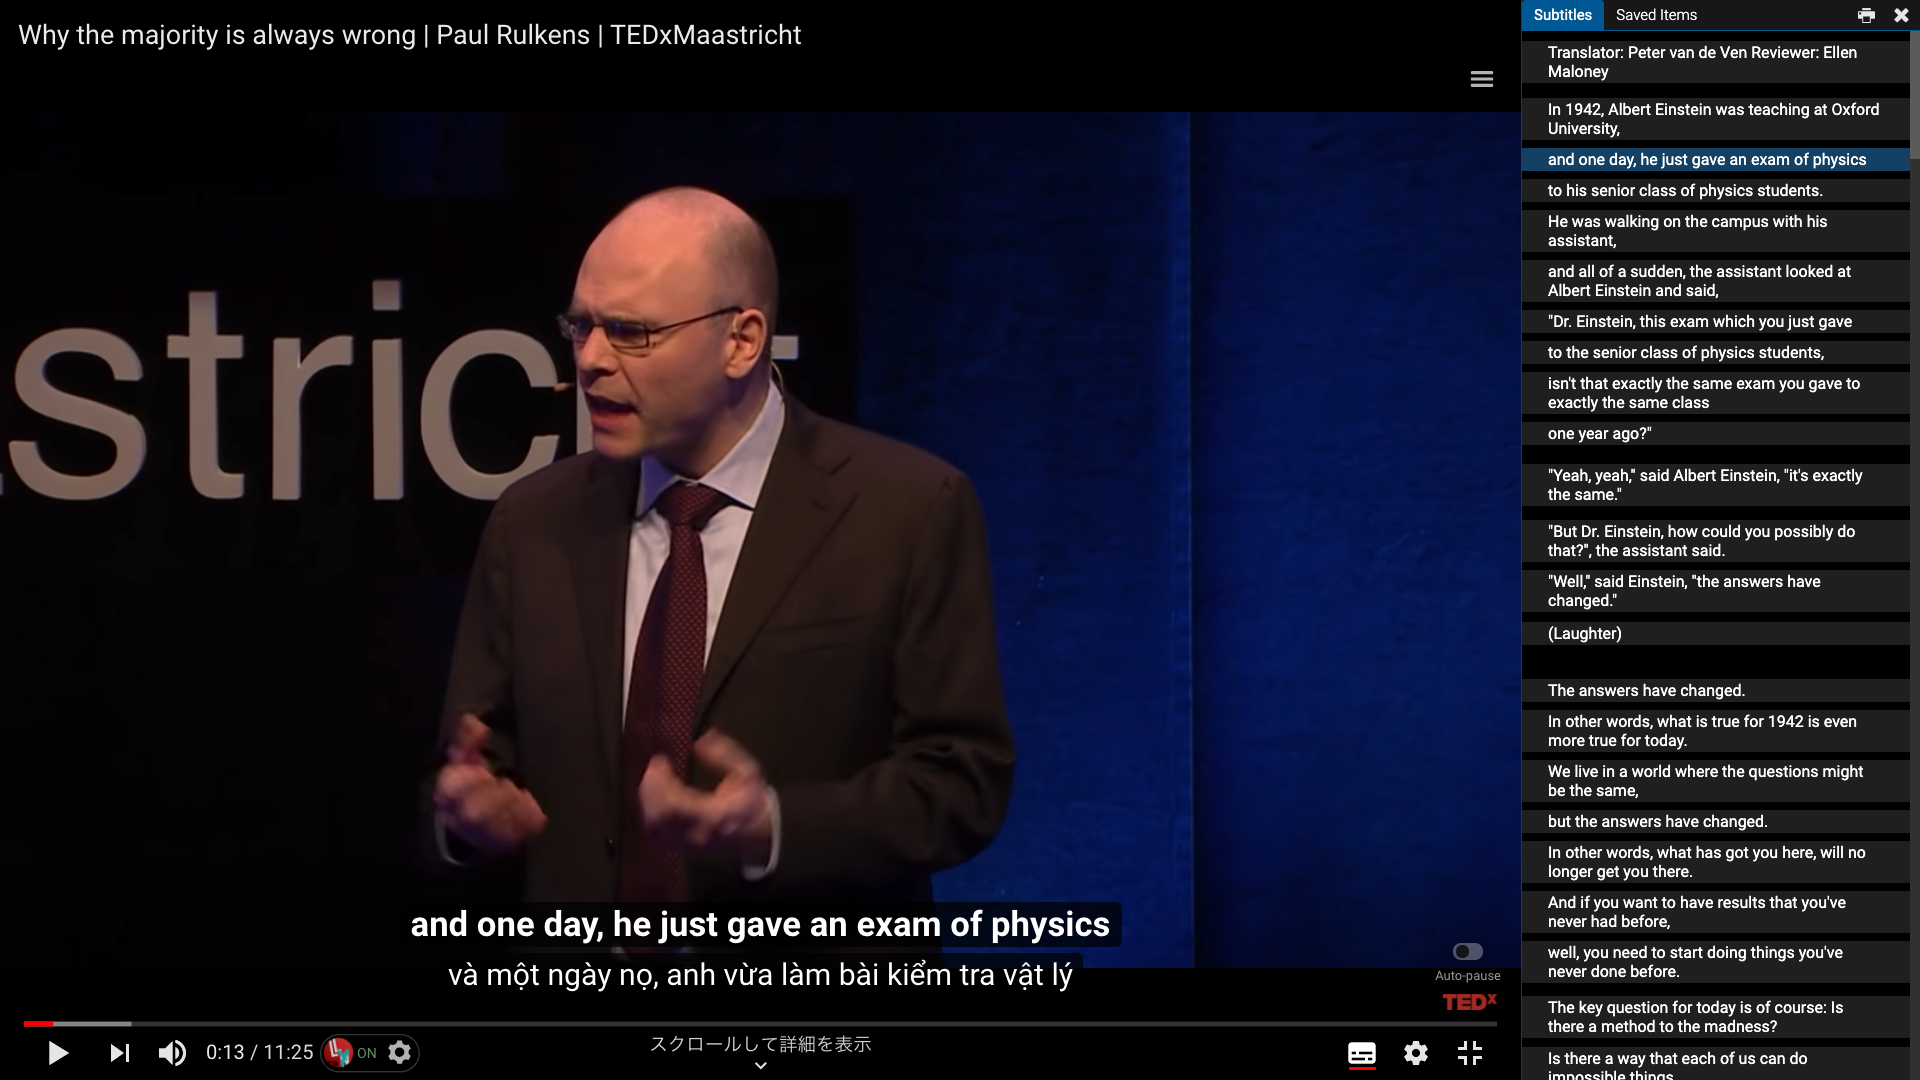 Why the majority is always wrong | Paul Rulkens | TEDxMaastricht
astric
and one day, he just gave an exam of physics
và một ngày nọ, anh vừa làm bài kiểm tra vật lý
Auto-pause
TEDx
0:13 / 11:25
ON
スクロールして詳細を表示
Subtitles
Saved Items
Translator: Peter van de Ven Reviewer: Ellen
Maloney
In 1942, Albert Einstein was teaching at Oxford
University,
and one day, he just gave an exam of physics
to his senior class of physics students.
He was walking on the campus with his
assistant,
and all of a sudden, the assistant looked at
Albert Einstein and said,
"Dr. Einstein, this exam which you just gave
to the senior class of physics students,
isn't that exactly the same exam you gave to
exactly the same class
one year ago?"
"Yeah, yeah," said Albert Einstein, "it's exactly
the same."
"But Dr. Einstein, how could you possibly do
that?", the assistant said.
"Well," said Einstein, "the answers have
changed."
(Laughter)
The answers have changed.
In other words, what is true for 1942 is even
more true for today.
We live in a world where the questions might
be the same,
but the answers have changed.
In other words, what has got you here, will no
longer get you there.
And if you want to have results that you've
never had before,
well, you need to start doing things you've
never done before.
The key question for today is of course: Is
there a method to the madness?
Is there a way that each of us can do
impossible things